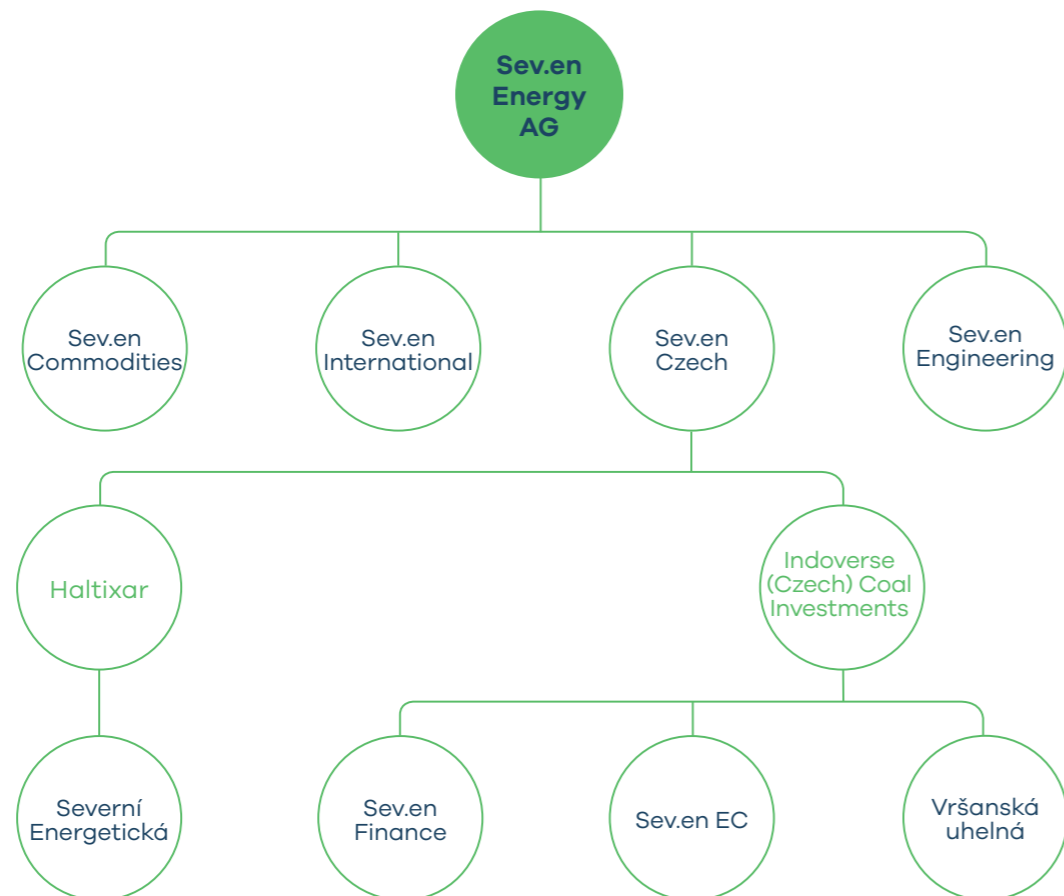 Sev.en
Energy
AG
Sev.en
Commodities
Sev.en
International
Sev.en
Czech
Sev.en
Engineering
Haltixar
Indoverse
(Czech) Coal
Investments
Severní
Energetická
Sev.en
Finance
Sev.en EC
Vršanská
uhelná